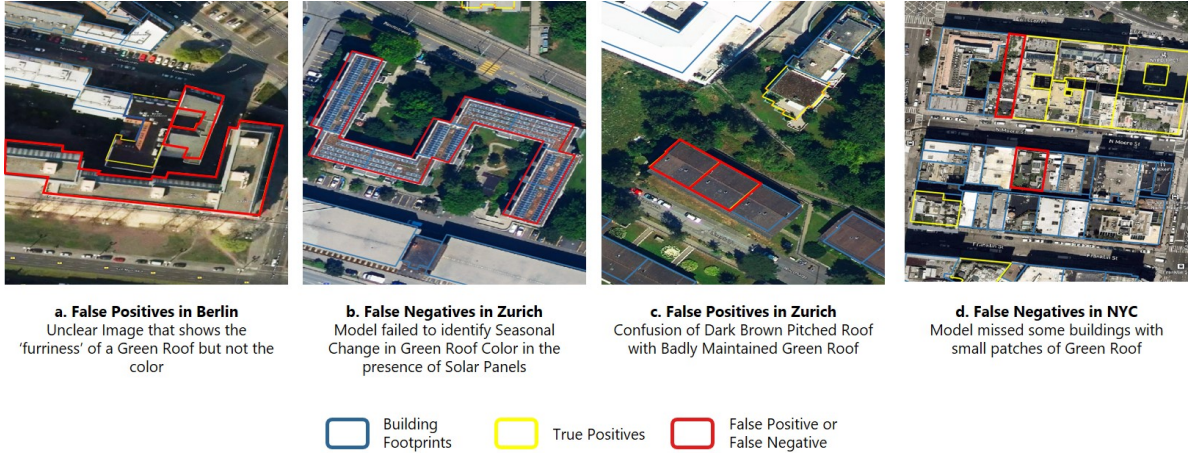 N Moore St
a. False Positives in Berlin
Unclear Image that shows the
‘furriness’ of a Green Roof but not the
color
b. False Negatives in Zurich
Model failed to identify Seasonal
Change in Green Roof Color in the
presence of Solar Panels
c. False Positives in Zurich
Confusion of Dark Brown Pitched Roof
with Badly Maintained Green Roof
d. False Negatives in NYC
Model missed some buildings with
small patches of Green Roof
Building
Footprints
True Positives
False Positive or
False Negative